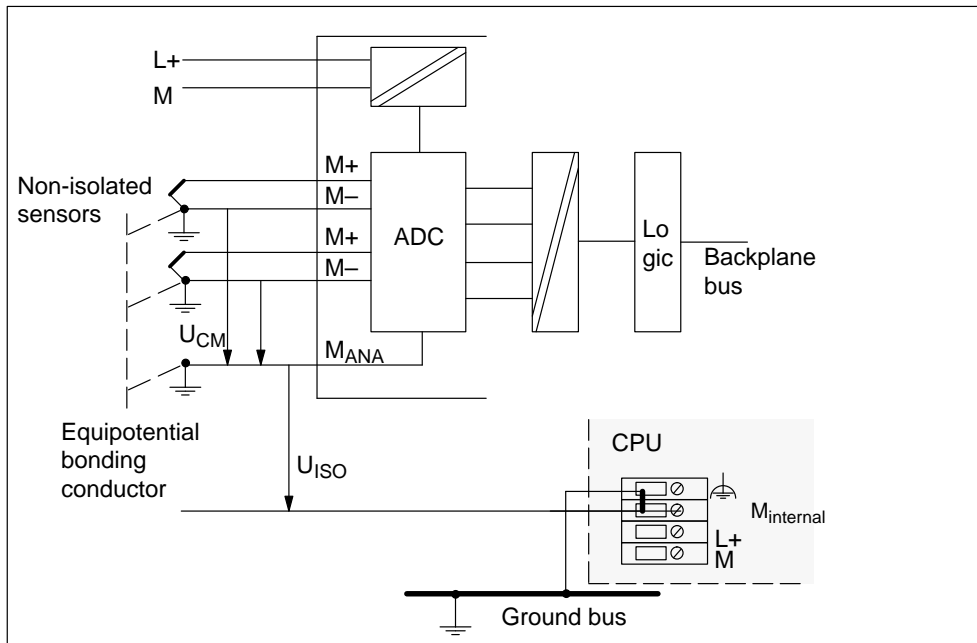 L+
M
M+
M–
M+
M–
Non-isolated
sensors
ADC
Lo
gic
Backplane
bus
UCM
MANA
Equipotential
bonding
conductor
UISO
CPU
Minternal
L+
M
Ground bus